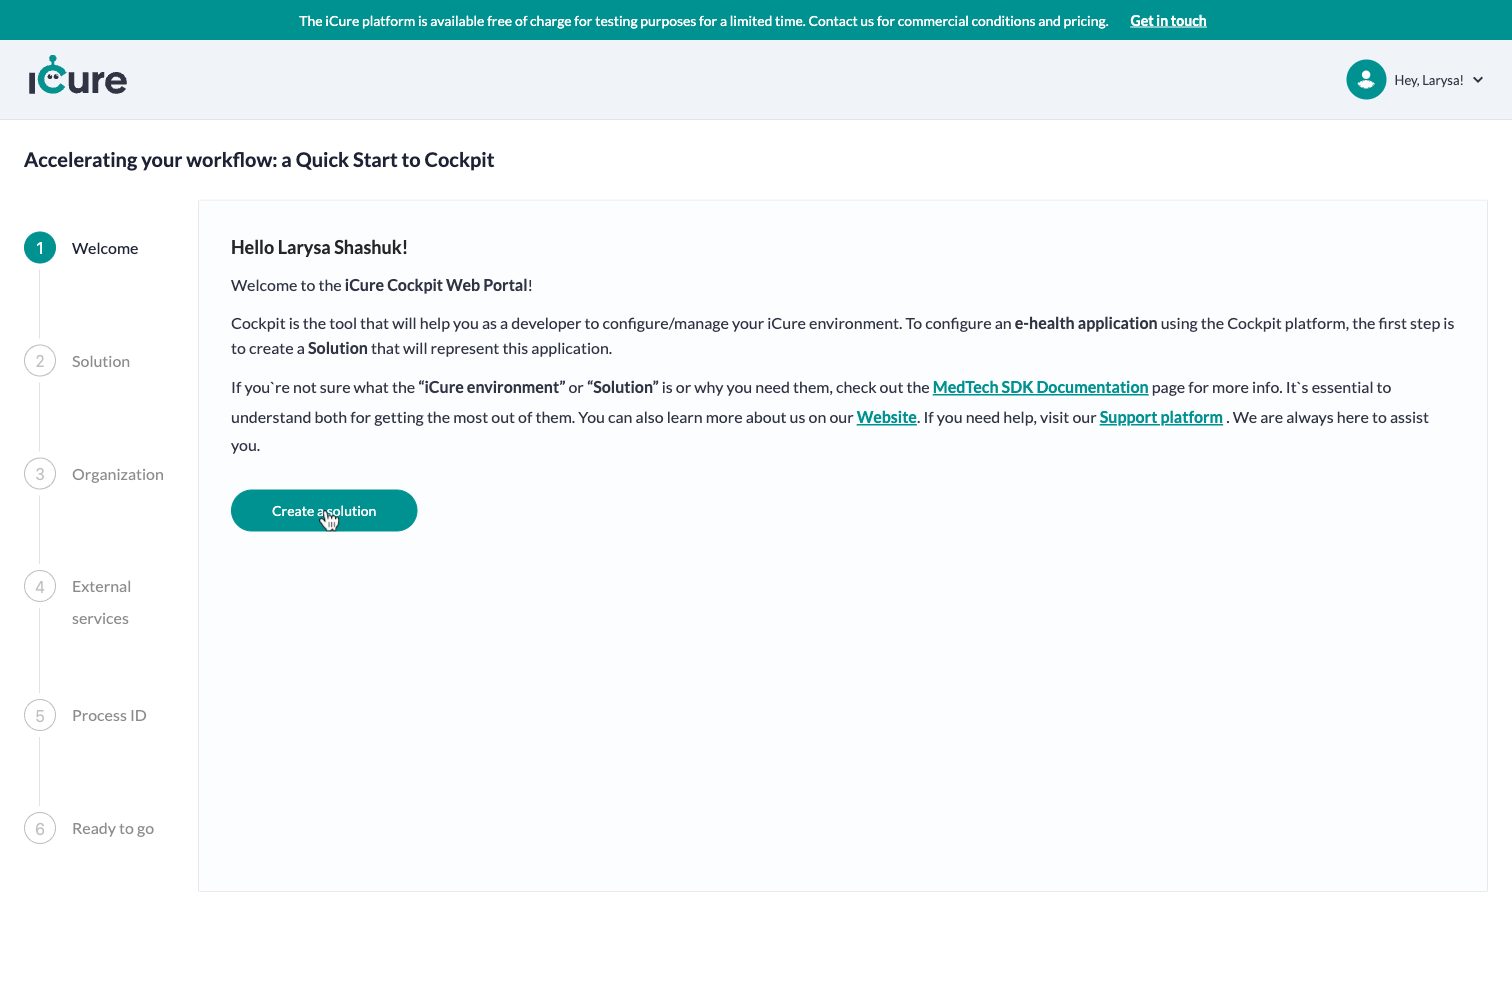 The iCure platform is available free of charge for testing purposes for a limited time. Contact us for commercial conditions and pricing. Get in touch
iCure
Hey, Larysa!
Accelerating your workflow: a Quick Start to Cockpit
1 Welcome
2 Solution
3 Organization
4 External
services
5 Process ID
6 Ready to go
Hello Larysa Shashuk!
Welcome to the iCure Cockpit Web Portal!
Cockpit is the tool that will help you as a developer to configure/manage your iCure environment. To configure an e-health application using the Cockpit platform, the first step is
to create a Solution that will represent this application.
If you`re not sure what the “iCure environment” or “Solution” is or why you need them, check out the MedTech SDK Documentation page for more info. It`s essential to
understand both for getting the most out of them. You can also learn more about us on our Website. If you need help, visit our Support platform . We are always here to assist
you.
Create a solution